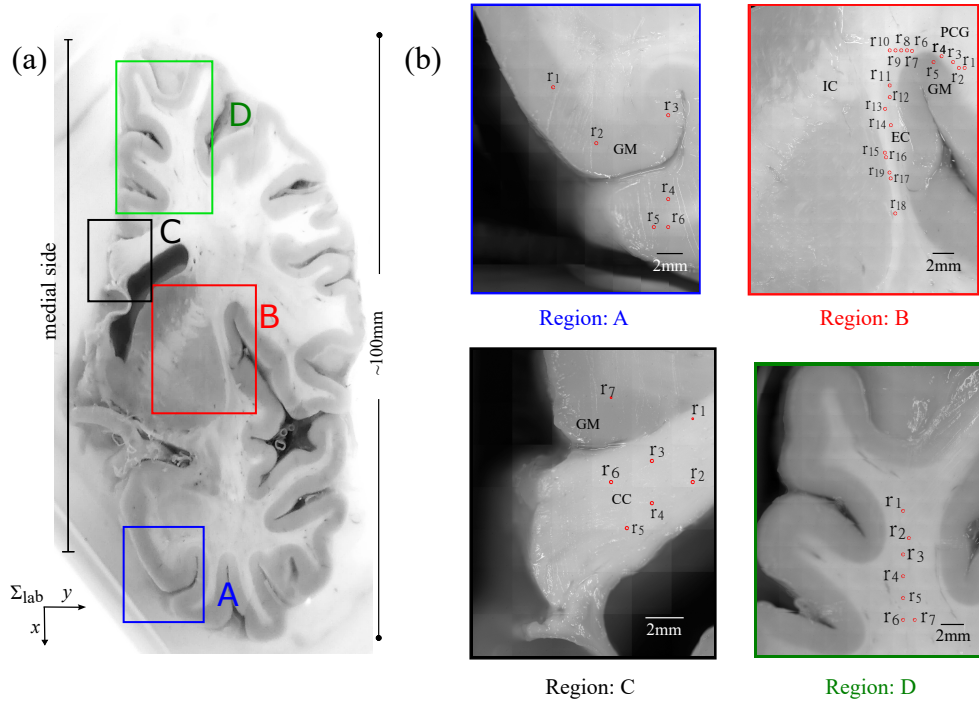 (a)
D
C
B
A
medial side
~100mm
Σlab
y
x
(b)
r1
r2
r3
GM
r4
r5
r6
2mm
Region: A
PCG
r10
r8
r6
r4
r3
r1
r9
r7
r5
r2
IC
GM
r11
r12
r13
r14
EC
r15
r16
r19
r17
r18
2mm
Region: B
r7
r1
GM
r3
r6
r2
CC
r4
r5
2mm
Region: C
r1
r2
r3
r4
r5
r6
r7
2mm
Region: D